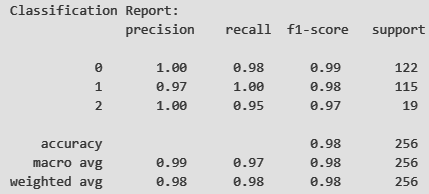 Classification Report:
precision recall f1-score support
0 1.00 0.98 0.99 122
1 0.97 1.00 0.98 115
2 1.00 0.95 0.97 19
accuracy 0.98 256
macro avg 0.99 0.97 0.98 256
weighted avg 0.98 0.98 0.98 256